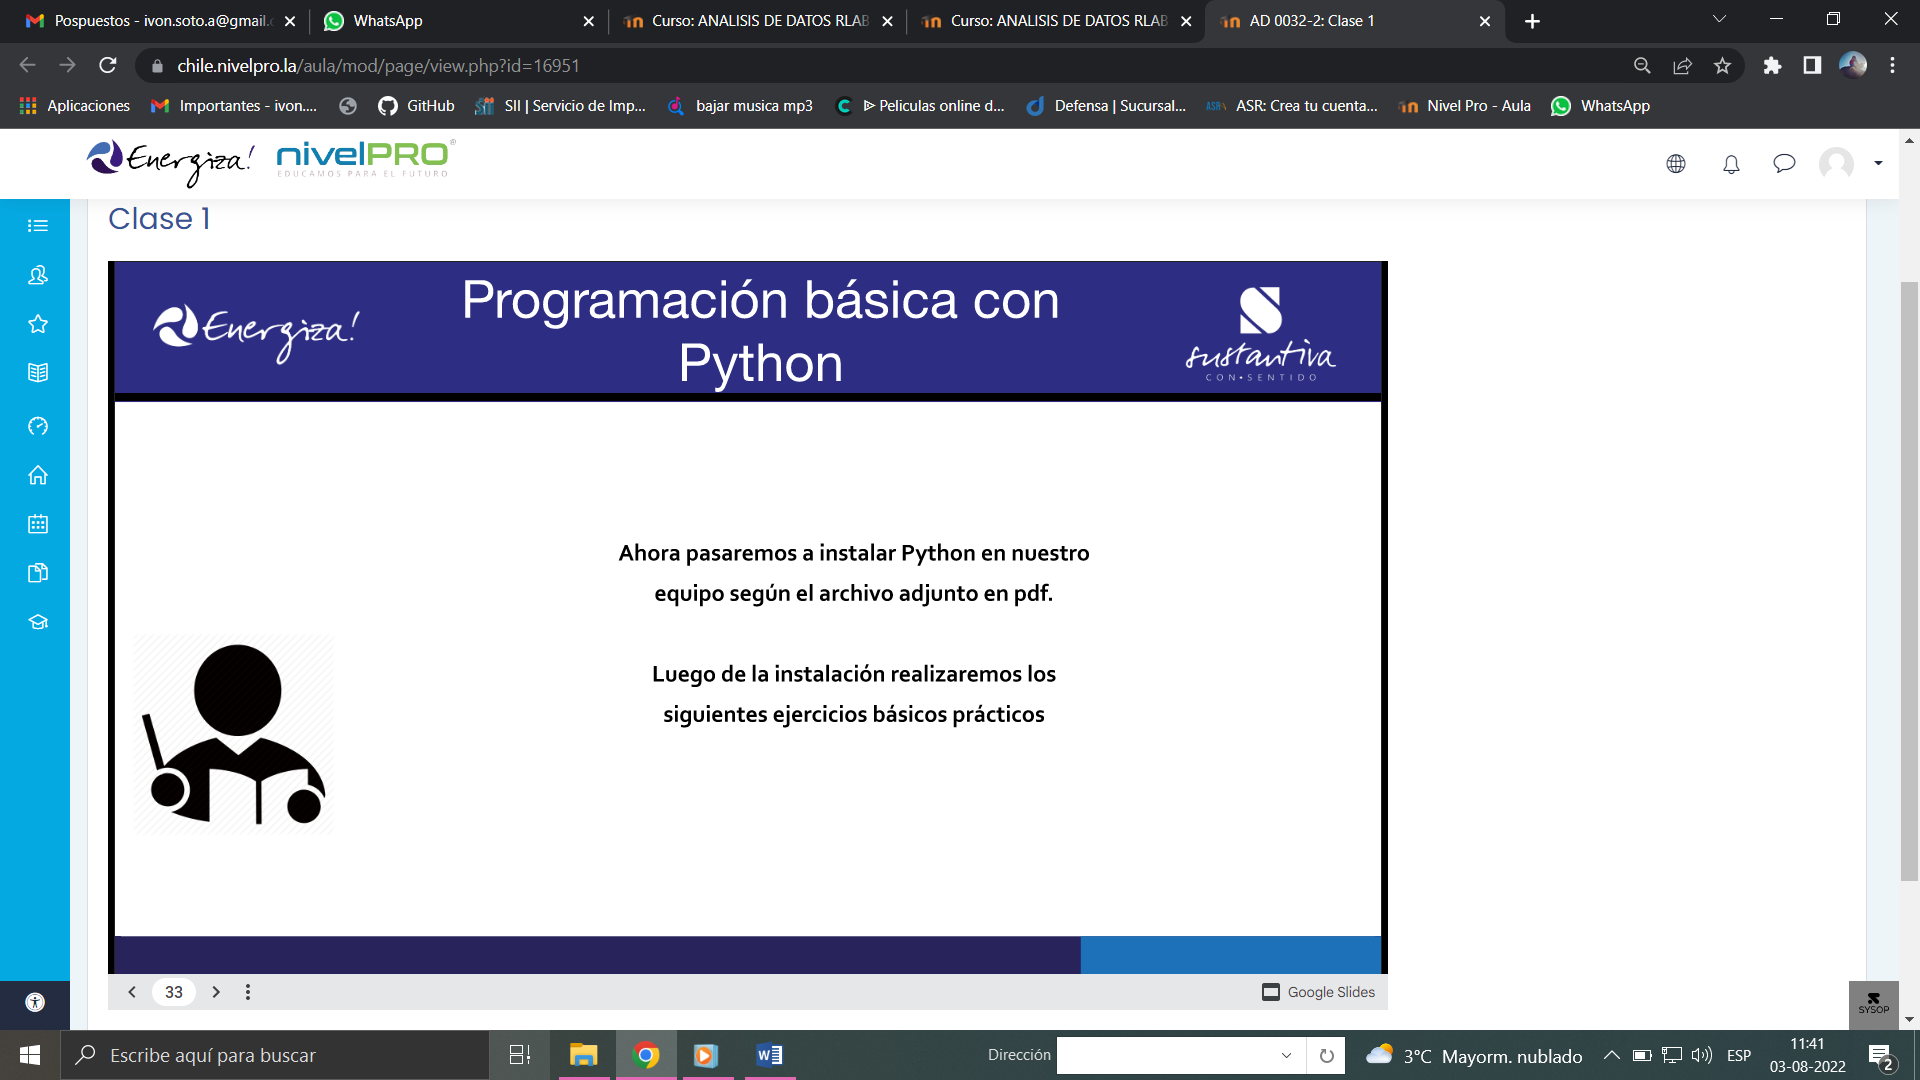 Pospuestos - ivon.soto.a@gmail.c
WhatsApp
Curso: ANALISIS DE DATOS RLAB
Curso: ANALISIS DE DATOS RLAB
AD 0032-2: Clase 1
chile.nivelpro.la/aula/mod/page/view.php?id=16951
Aplicaciones
Importantes - ivon....
GitHub
SII | Servicio de Imp...
bajar musica mp3
Peliculas online d...
Defensa | Sucursal...
ASR: Crea tu cuenta...
Nivel Pro - Aula
WhatsApp
Energiza!
nivelPRO®
EDUCAMOS PARA EL FUTURO
Clase 1
Energiza!
Programación básica con
Python
sustantiva
CON•SENTIDO
Ahora pasaremos a instalar Python en nuestro
equipo según el archivo adjunto en pdf.
Luego de la instalación realizaremos los
siguientes ejercicios básicos prácticos
33
Google Slides
SYSOP
Escribe aquí para buscar
Dirección
3°C Mayorm. nublado
ESP
11:41
03-08-2022
2